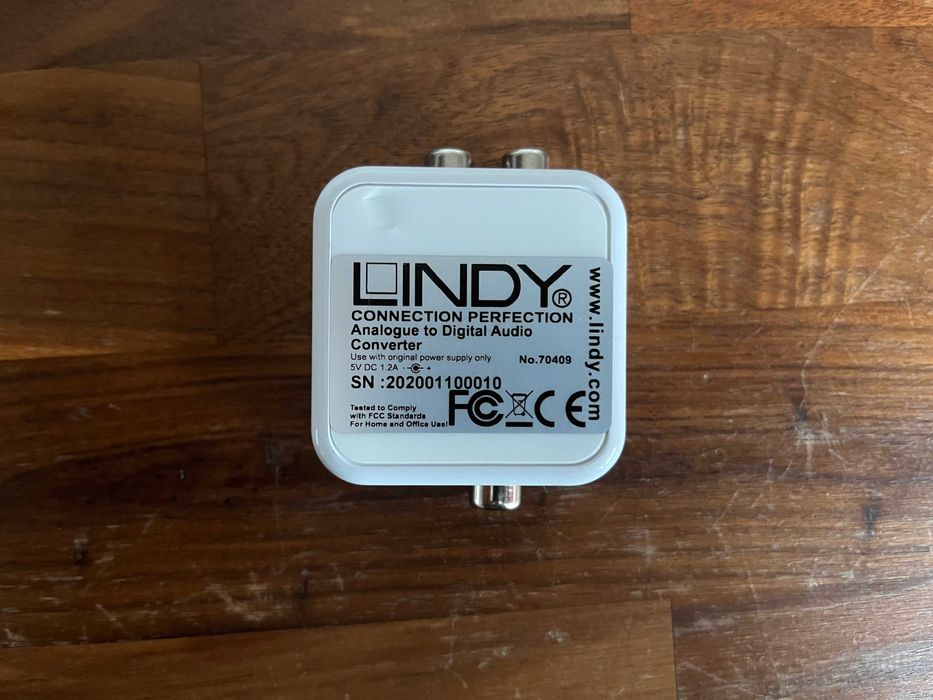 LINDY®
CONNECTION PERFECTION
Analogue to Digital Audio
Converter
Use with original power supply only
No.70409
5V DC 1.2A - +
SN :202001100010
Tested to Comply
with FCC Standards
For Home and Office Use!
FC CE
www.lindy.com